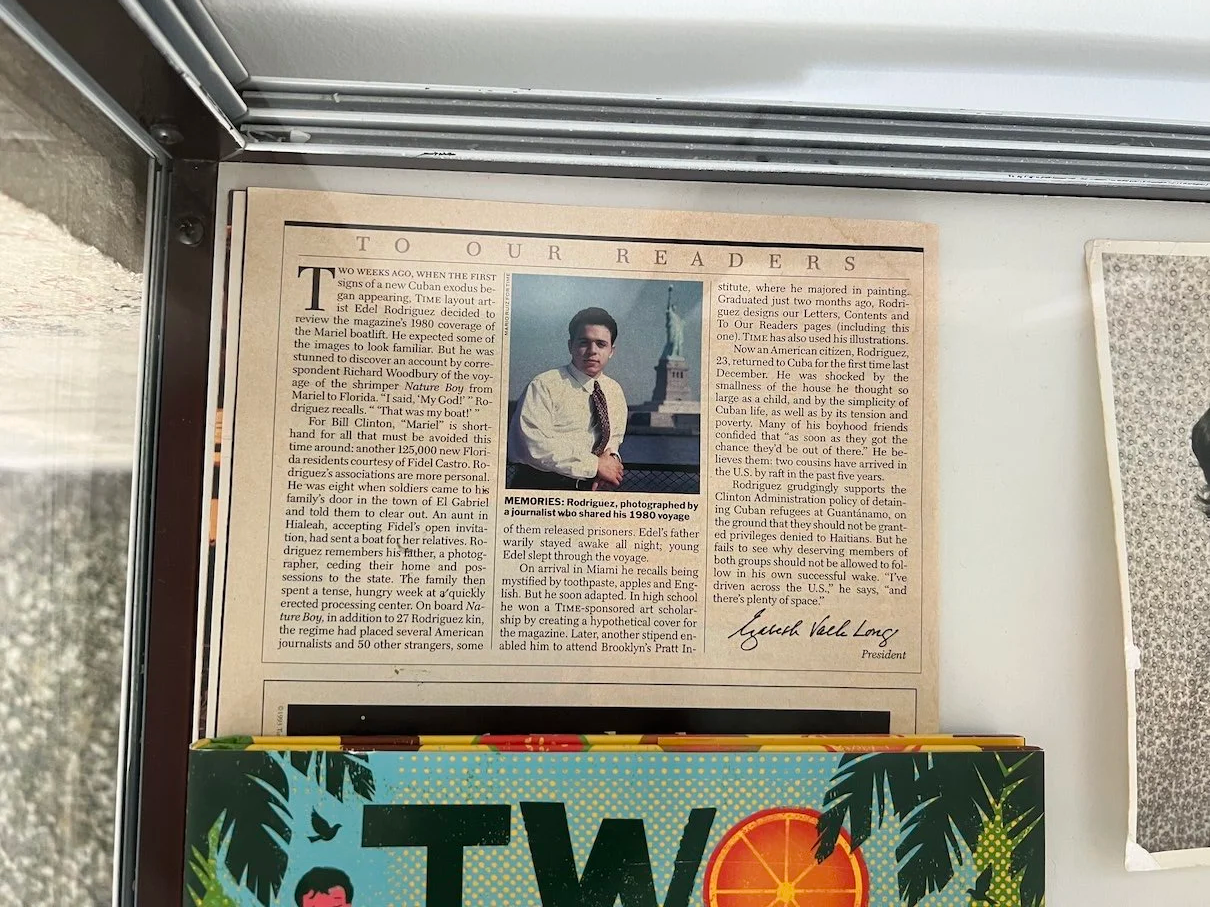 TO OUR READERS
TWO WEEKS AGO, WHEN THE FIRST
signs of a new Cuban exodus be-
gan appearing, TIME layout art-
ist Edel Rodriguez decided to
review the magazine's 1980 coverage of
the Mariel boatlift. He expected some of
the images to look familiar. But he was
stunned to discover an account by corre-
spondent Richard Woodbury of the voy-
age of the shrimper Nature Boy from
Mariel to Florida. "I said, 'My God!' " Ro-
driguez recalls. " 'That was my boat!' "
For Bill Clinton, "Mariel" is short-
hand for all that must be avoided this
time around: another 125,000 new Flori-
da residents courtesy of Fidel Castro. Ro-
driguez's associations are more personal.
He was eight when soldiers came to his
family's door in the town of El Gabriel
and told them to clear out. An aunt in
Hialeah, accepting Fidel's open invita-
tion, had sent a boat for her relatives. Ro-
driguez remembers his father, a photog-
rapher, ceding their home and pos-
sessions to the state. The family then
spent a tense, hungry week at a quickly
erected processing center. On board Na-
ture Boy, in addition to 27 Rodriguez kin,
the regime had placed several American
journalists and 50 other strangers, some
MARIO RUIZ FOR TIME
MEMORIES: Rodriguez, photographed by
a journalist who shared his 1980 voyage
of them released prisoners. Edel's father
warily stayed awake all night; young
Edel slept through the voyage.
On arrival in Miami he recalls being
mystified by toothpaste, apples and Eng-
lish. But he soon adapted. In high school
he won a TIME-sponsored art scholar-
ship by creating a hypothetical cover for
the magazine. Later, another stipend en-
abled him to attend Brooklyn's Pratt In-
stitute, where he majored in painting.
Graduated just two months ago, Rodri-
guez designs our Letters, Contents and
To Our Readers pages (including this
one). TIME has also used his illustrations.
Now an American citizen, Rodriguez,
23, returned to Cuba for the first time last
December. He was shocked by the
smallness of the house he thought so
large as a child, and by the simplicity of
Cuban life, as well as by its tension and
poverty. Many of his boyhood friends
confided that "as soon as they got the
chance they'd be out of there." He be-
lieves them: two cousins have arrived in
the U.S. by raft in the past five years.
Rodriguez grudgingly supports the
Clinton Administration policy of detain-
ing Cuban refugees at Guantánamo, on
the ground that they should not be grant-
ed privileges denied to Haitians. But he
fails to see why deserving members of
both groups should not be allowed to fol-
low in his own successful wake. "I've
driven across the U.S.," he says, "and
there's plenty of space."
Elizabeth Valk Long
President
TWO